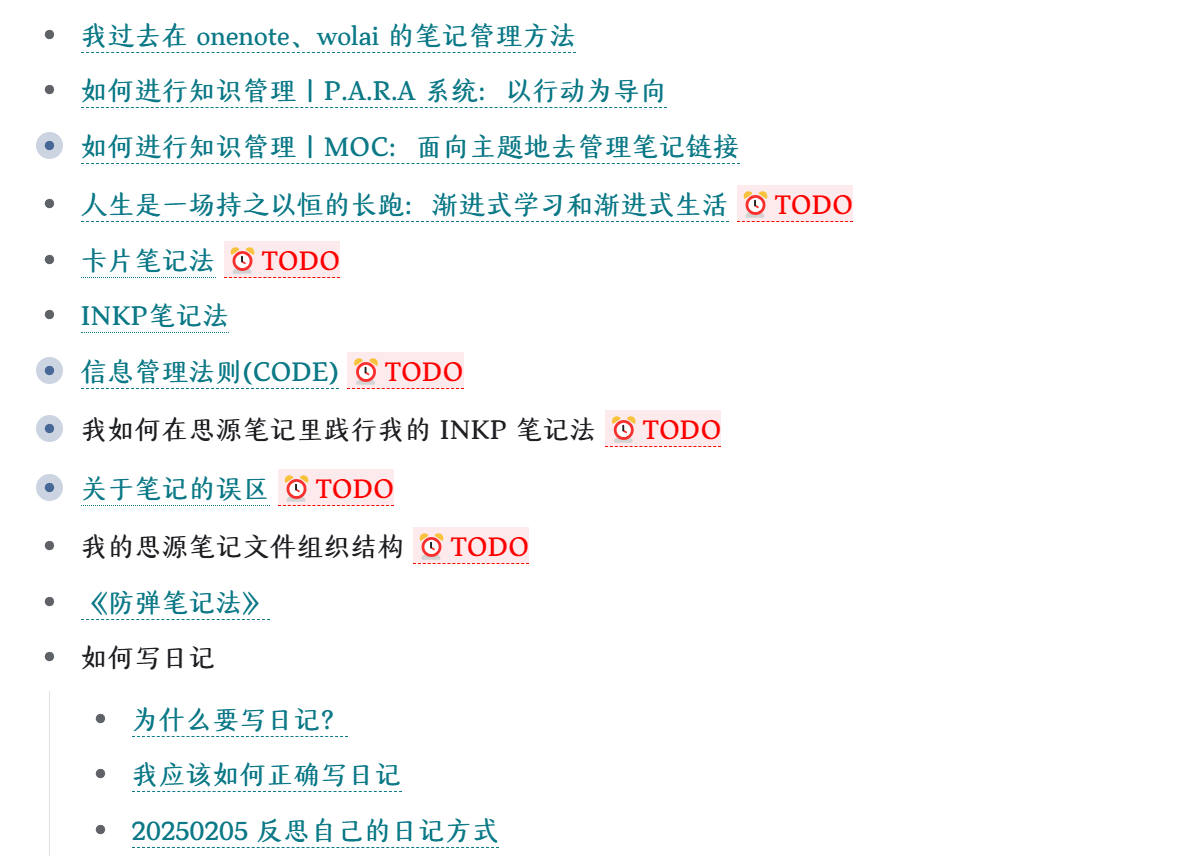 我过去在 onenote、wolai 的笔记管理方法
如何进行知识管理丨P.A.R.A 系统：以行动为导向
如何进行知识管理丨MOC：面向主题地去管理笔记链接
人生是一场持之以恒的长跑：渐进式学习和渐进式生活 TODO
卡片笔记法 TODO
INKP笔记法
信息管理法则(CODE) TODO
我如何在思源笔记里践行我的 INKP 笔记法 TODO
关于笔记的误区 TODO
我的思源笔记文件组织结构 TODO
《防弹笔记法》
如何写日记
为什么要写日记？
我应该如何正确写日记
20250205 反思自己的日记方式